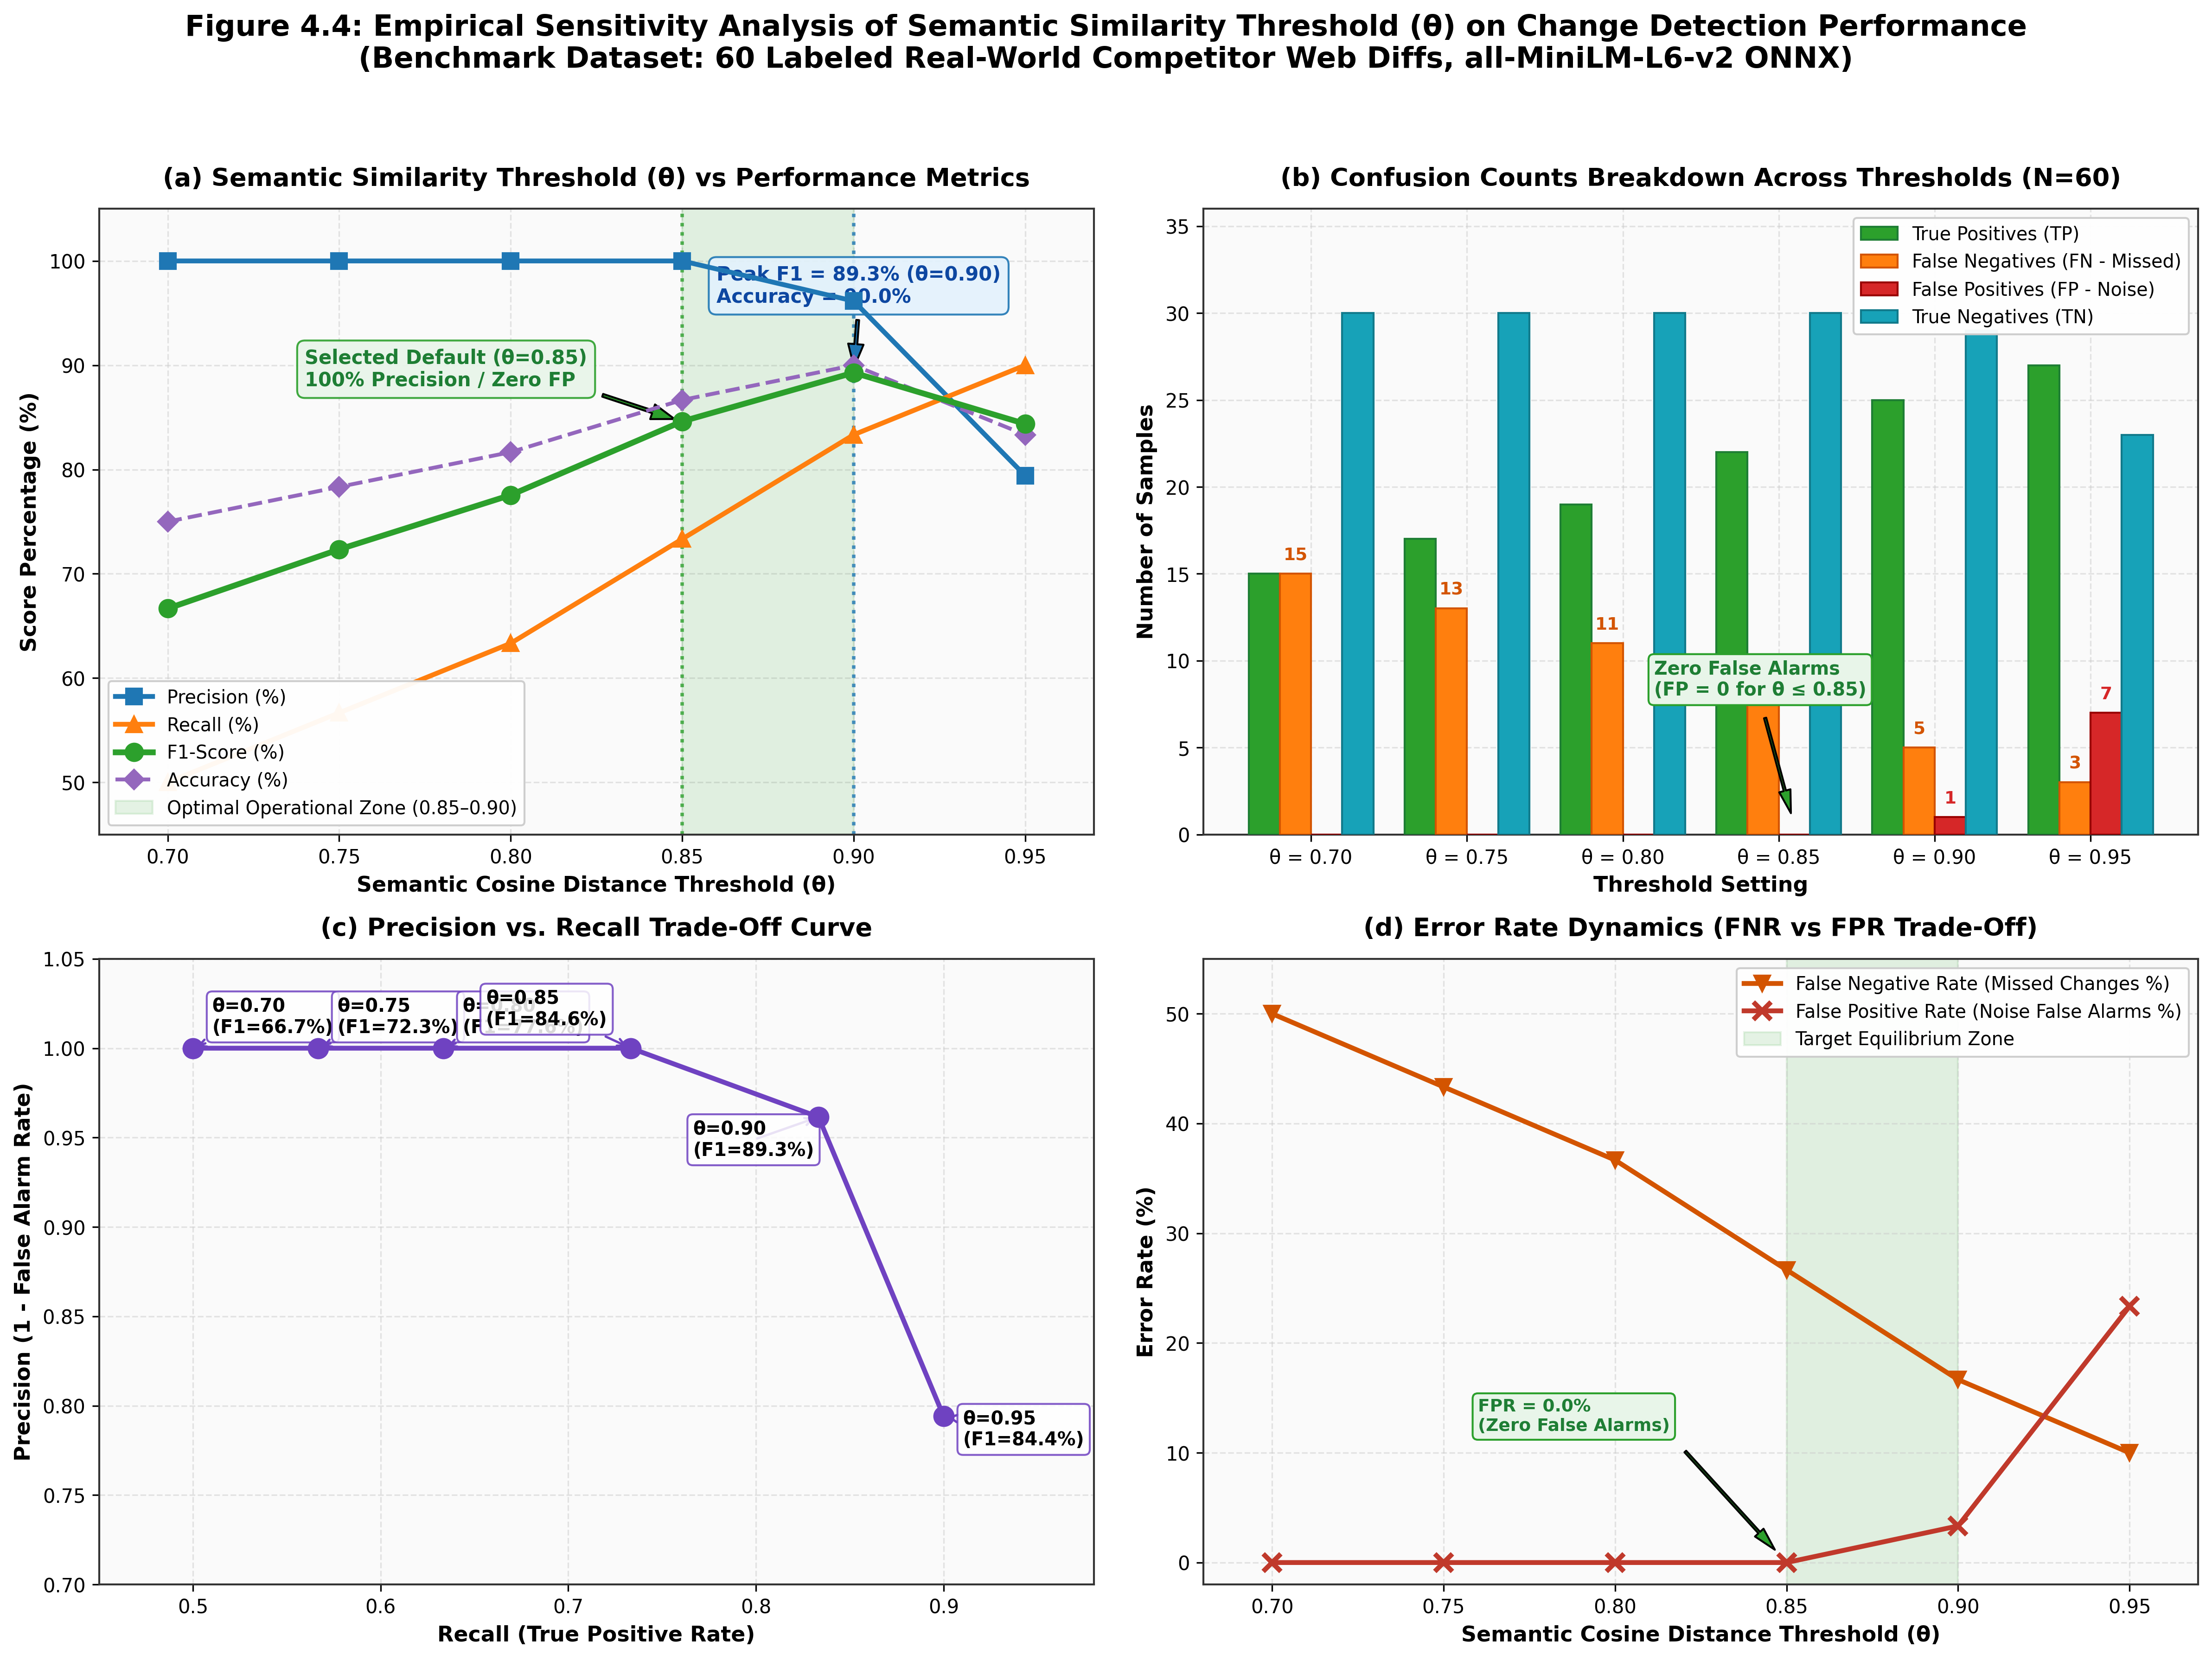 Figure 4.4: Empirical Sensitivity Analysis of Semantic Similarity Threshold (θ) on Change Detection Performance
(Benchmark Dataset: 60 Labeled Real-World Competitor Web Diffs, all-MiniLM-L6-v2 ONNX)
(a) Semantic Similarity Threshold (θ) vs Performance Metrics
Score Percentage (%)
100
90
80
70
60
50
Peak F1 = 89.3% (θ=0.90)
Accuracy = 90.0%
Selected Default (θ=0.85)
100% Precision / Zero FP
Precision (%)
Recall (%)
F1-Score (%)
Accuracy (%)
Optimal Operational Zone (0.85–0.90)
0.70 0.75 0.80 0.85 0.90 0.95
Semantic Cosine Distance Threshold (θ)
(b) Confusion Counts Breakdown Across Thresholds (N=60)
Number of Samples
35
30
25
20
15
10
5
0
True Positives (TP)
False Negatives (FN - Missed)
False Positives (FP - Noise)
True Negatives (TN)
15
13
11
5
1
3
7
Zero False Alarms
(FP = 0 for θ ≤ 0.85)
θ = 0.70 θ = 0.75 θ = 0.80 θ = 0.85 θ = 0.90 θ = 0.95
Threshold Setting
(c) Precision vs. Recall Trade-Off Curve
Precision (1 - False Alarm Rate)
1.05
1.00
0.95
0.90
0.85
0.80
0.75
0.70
θ=0.70
(F1=66.7%)
θ=0.75
(F1=72.3%)
θ=0.85
(F1=84.6%)
θ=0.90
(F1=89.3%)
θ=0.95
(F1=84.4%)
0.5 0.6 0.7 0.8 0.9
Recall (True Positive Rate)
(d) Error Rate Dynamics (FNR vs FPR Trade-Off)
Error Rate (%)
50
40
30
20
10
0
False Negative Rate (Missed Changes %)
False Positive Rate (Noise False Alarms %)
Target Equilibrium Zone
FPR = 0.0%
(Zero False Alarms)
0.70 0.75 0.80 0.85 0.90 0.95
Semantic Cosine Distance Threshold (θ)